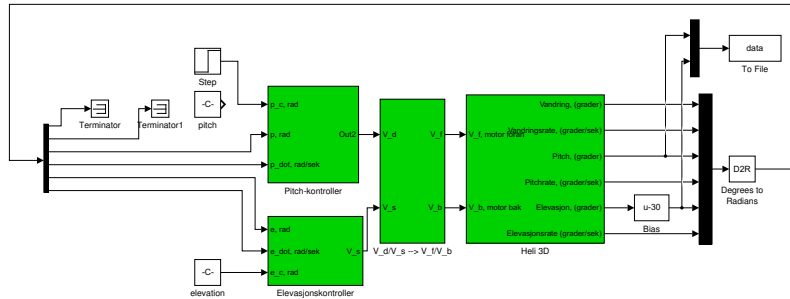 data
To File
Step
-C-
pitch
Terminator
Terminator1
p_c, rad
p, rad
p_dot, rad/sek
Out2
Pitch-kontroller
V_d
V_s
V_f
V_b
V_d/V_s --> V_f/V_b
V_f, motor foran
V_b, motor bak
Vandring, (grader)
Vandringsrate, (grader/sek)
Pitch, (grader)
Pitchrate, (grader/sek)
Elevasjon, (grader)
Elevasjonsrate (grader/sek)
Heli 3D
u-30
Bias
D2R
Degrees to
Radians
e, rad
e_dot, rad/sek
e_c, rad
V_s
Elevasjonskontroller
-C-
elevation